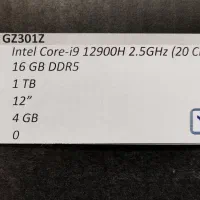 GZ301Z
Intel Core-i9 12900H 2.5GHz (20
16 GB DDR5
1 TB
12”
4 GB
0